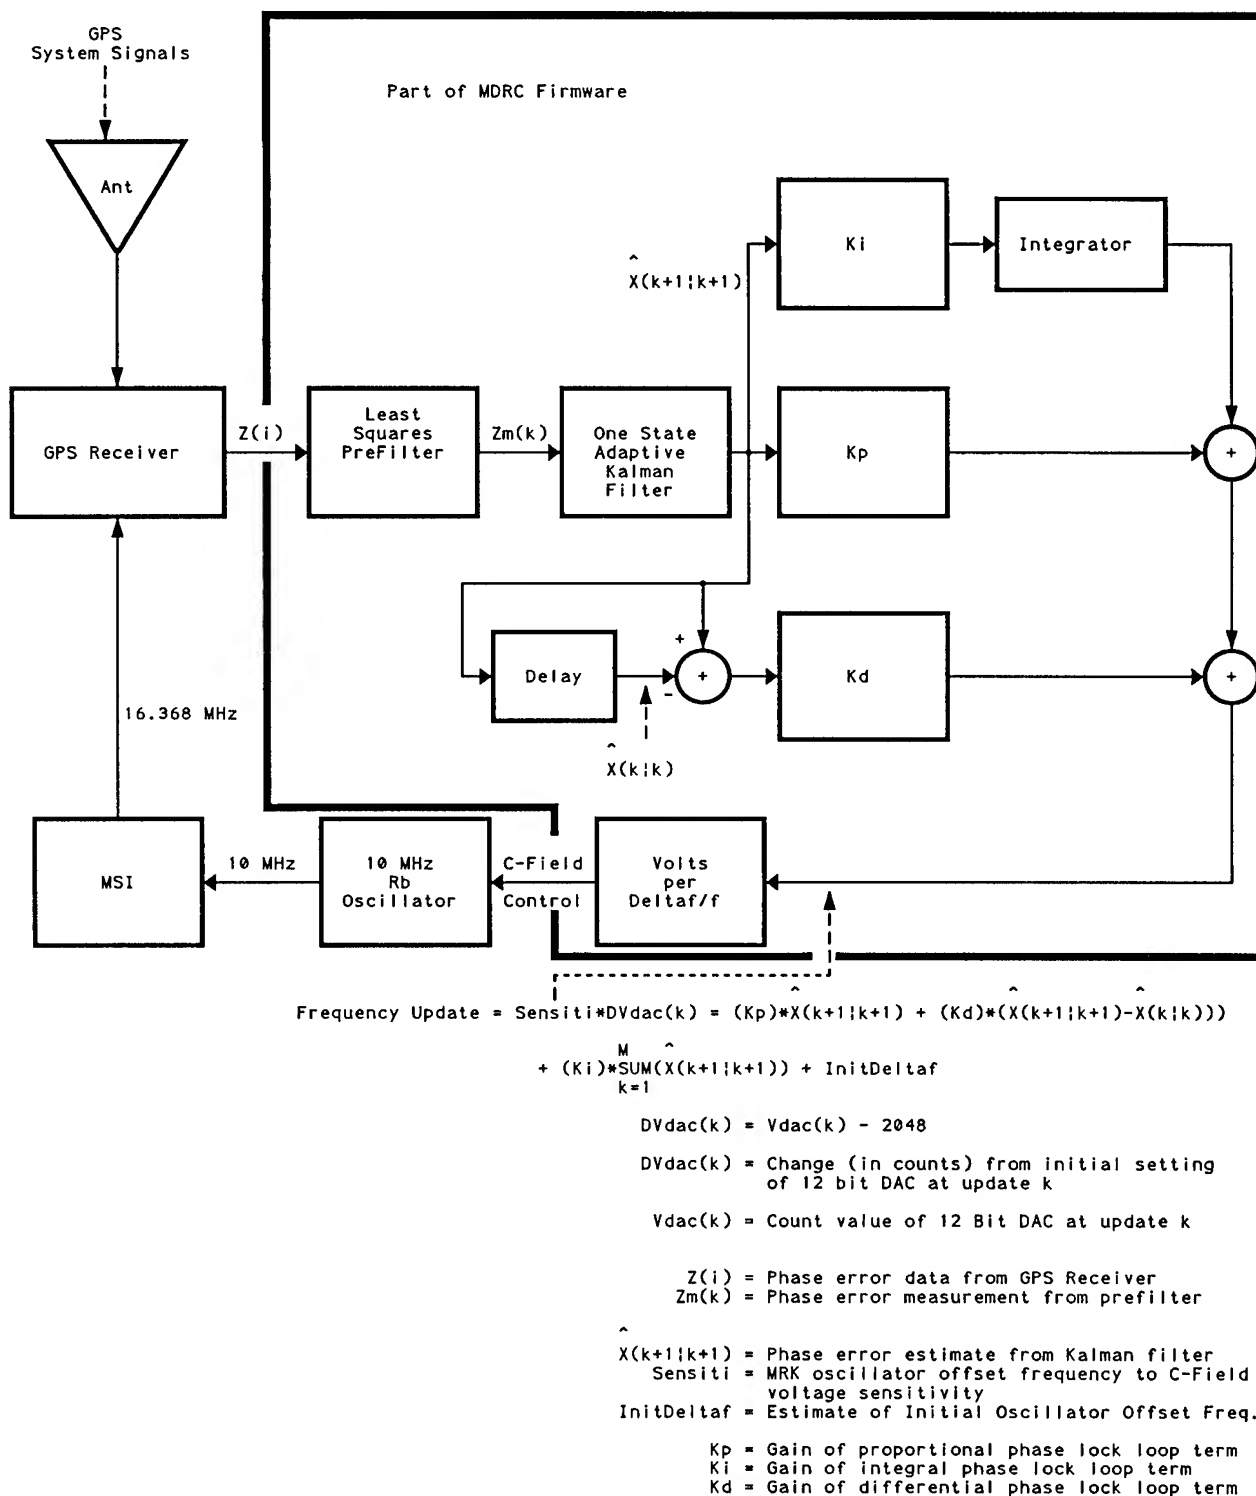 GPS
System Signals
Part of MDRC Firmware
Ant
Ki
Integrator
^
X(k+1¦k+1)
GPS Receiver
Z(i)
Least
Squares
PreFilter
Zm(k)
One State
Adaptive
Kalman
Filter
Kp
+
+
Delay
+
-
Kd
+
16.368 MHz
^
X(k¦k)
MSI
10 MHz
10 MHz
Rb
Oscillator
C-Field
Control
Volts
per
Deltaf/f
^ ^ ^
Frequency Update = Sensiti*DVdac(k) = (Kp)*X(k+1¦k+1) + (Kd)*(X(k+1¦k+1)-X(k¦k)))
M ^
+ (Ki)*SUM(X(k+1¦k+1)) + InitDeltaf
k=1
DVdac(k) = Vdac(k) - 2048
DVdac(k) = Change (in counts) from initial setting
of 12 bit DAC at update k
Vdac(k) = Count value of 12 Bit DAC at update k
Z(i) = Phase error data from GPS Receiver
Zm(k) = Phase error measurement from prefilter
^
X(k+1¦k+1) = Phase error estimate from Kalman filter
Sensiti = MRK oscillator offset frequency to C-Field
voltage sensitivity
InitDeltaf = Estimate of Initial Oscillator Offset Freq.
Kp = Gain of proportional phase lock loop term
Ki = Gain of integral phase lock loop term
Kd = Gain of differential phase lock loop term